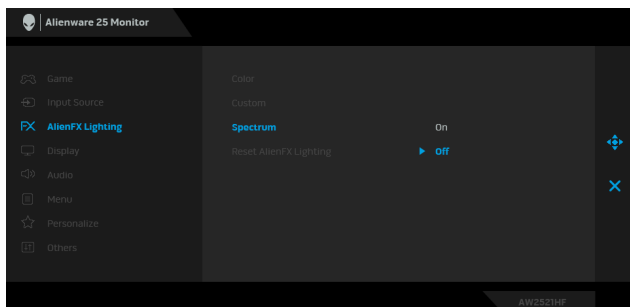 Alienware 25 Monitor
Game
Color
Input Source
Custom
FX AlienFX Lighting
Spectrum
On
Display
Reset AlienFX Lighting
Off
Audio
Menu
Personalize
Others
AW2521HF